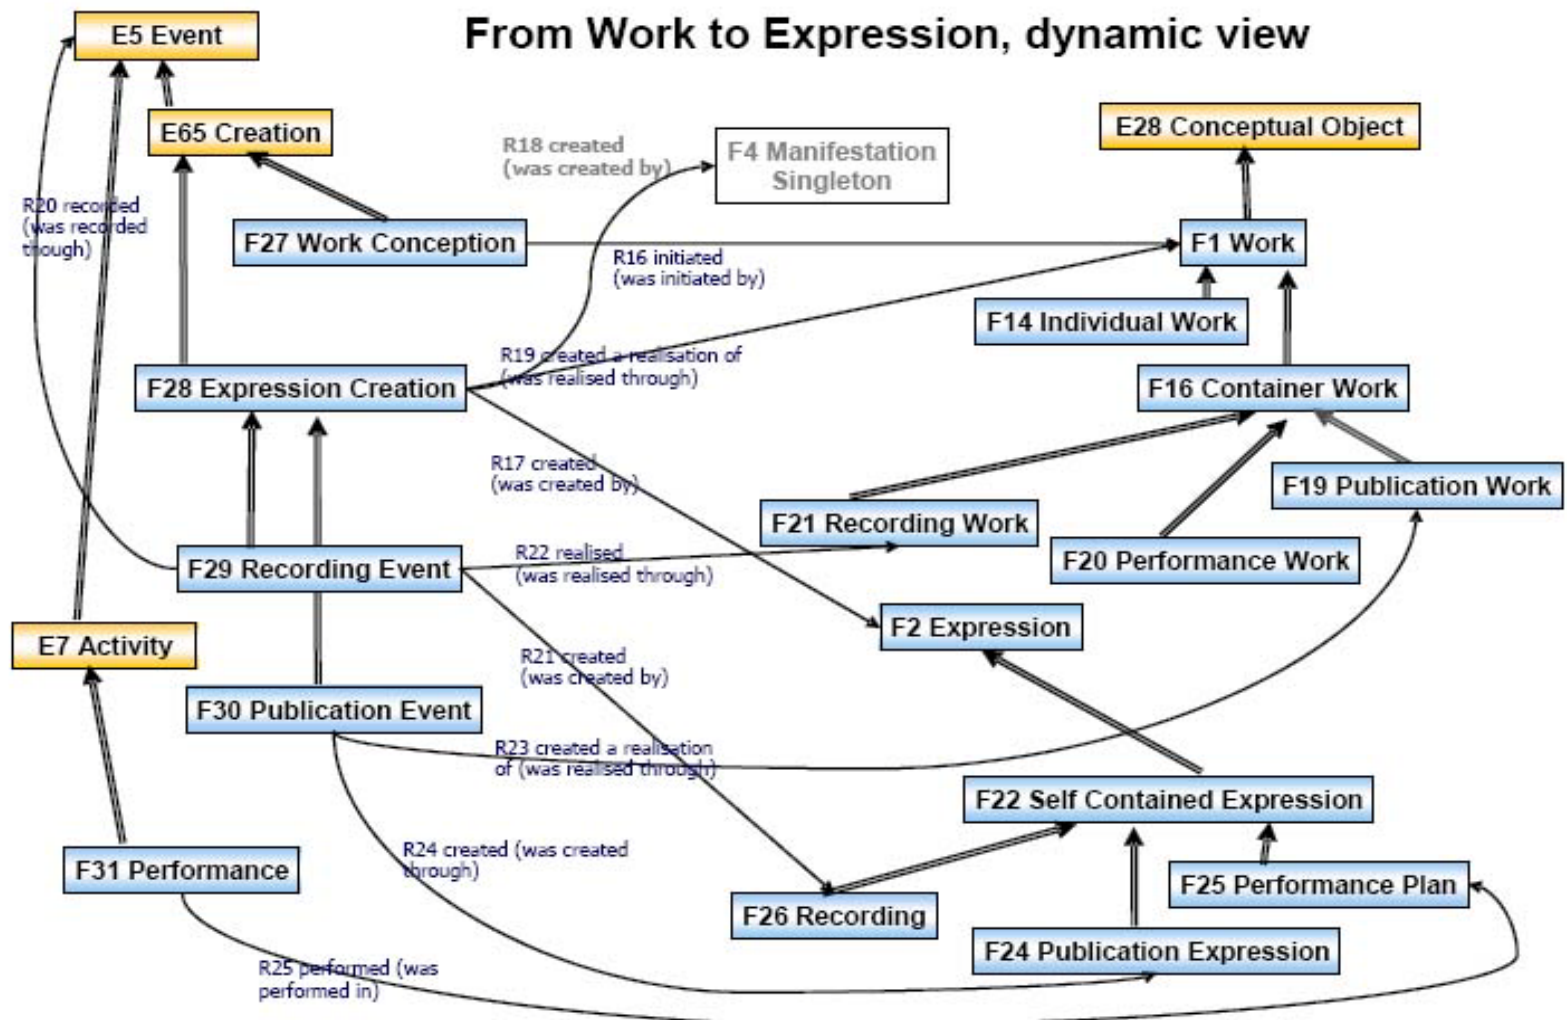 E5 Event
From Work to Expression, dynamic view
E65 Creation
E28 Conceptual Object
R18 created
(was created by)
F4 Manifestation
Singleton
R20 recorded
(was recorded
though)
F27 Work Conception
F1 Work
R16 initiated
(was initiated by)
F14 Individual Work
R19 created a realisation of
(was realised through)
F28 Expression Creation
F16 Container Work
R17 created
(was created by)
F19 Publication Work
F21 Recording Work
F20 Performance Work
F29 Recording Event
R22 realised
(was realised through)
F2 Expression
E7 Activity
R21 created
(was created by)
F30 Publication Event
R23 created a realisation
of (was realised through)
F22 Self Contained Expression
R24 created (was created
through)
F31 Performance
F25 Performance Plan
F26 Recording
F24 Publication Expression
R25 performed (was
performed in)